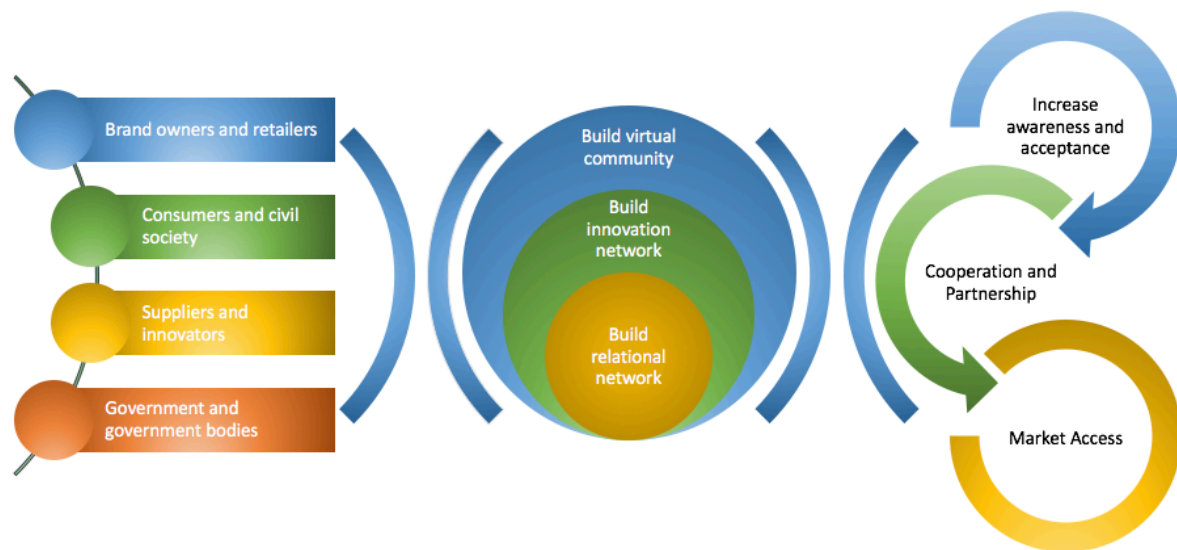 Brand owners and retailers
Consumers and civil
society
Suppliers and
innovators
Government and
government bodies
Build virtual
community
Build
innovation
network
Build
relational
network
Increase
awareness and
acceptance
Cooperation and
Partnership
Market Access